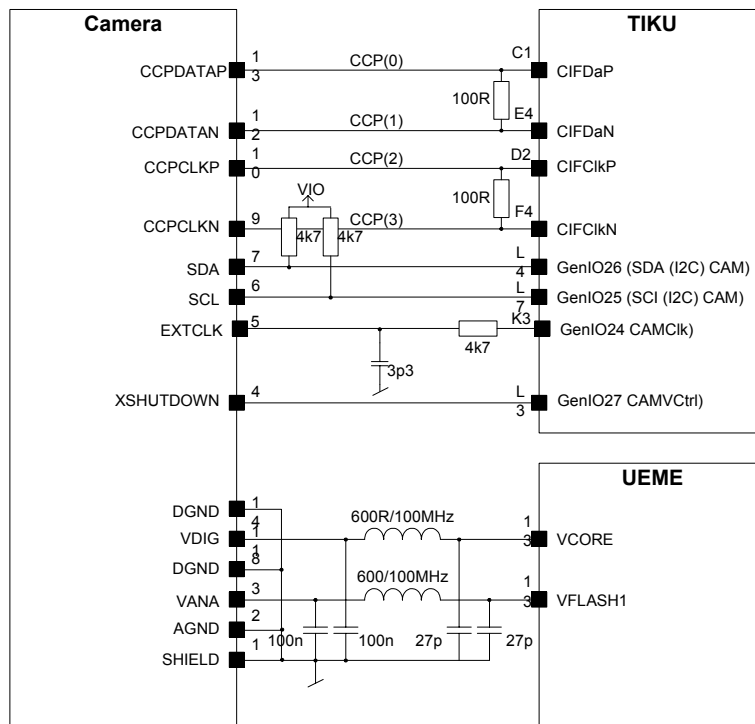 Camera
TIKU
1
3
CCPDATAP
CCP(0)
C1
CIFDaP
100R
1
2
CCPDATAN
CCP(1)
E4
CIFDaN
1
0
CCPCLKP
CCP(2)
D2
CIFClkP
VIO
100R
9
CCPCLKN
4k7
4k7
CCP(3)
F4
CIFClkN
7
SDA
L
4
GenIO26 (SDA (I2C) CAM)
6
SCL
L
7
GenIO25 (SCI (I2C) CAM)
5
EXTCLK
4k7
K3
GenIO24 CAMClk)
3p3
4
XSHUTDOWN
L
3
GenIO27 CAMVCtrl)
UEME
1
4
DGND
600R/100MHz
1
1
VDIG
1
3
VCORE
8
DGND
600/100MHz
3
VANA
1
3
VFLASH1
2
AGND
100n
100n
27p
27p
1
SHIELD